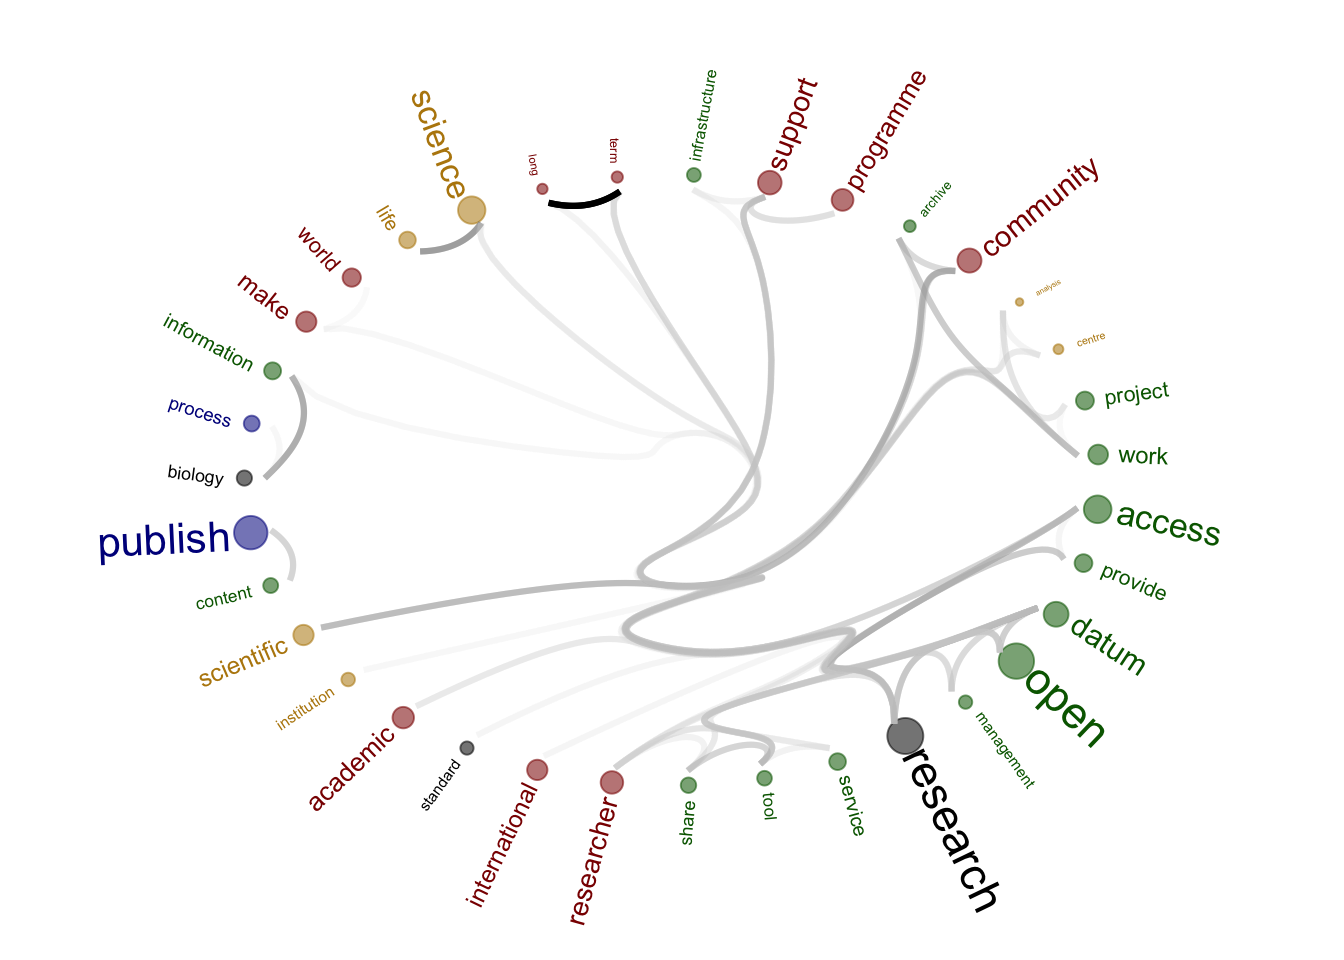 science
long
term
infrastructure
support
programme
archive
community
analysis
centre
project
work
access
provide
datum
open
management
research
service
tool
share
researcher
international
standard
academic
institution
scientific
content
publish
biology
process
information
make
world
life